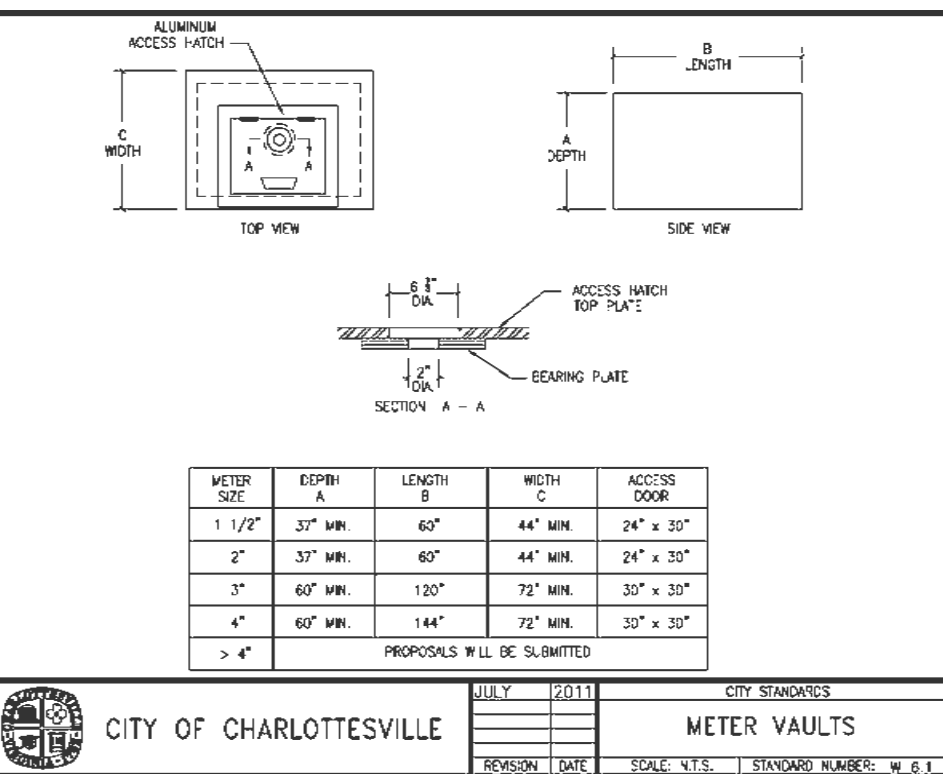 ALUMINUM
ACCESS HATCH
C
WIDTH
A A
TOP VIEW
B
LENGTH
A
DEPTH
SIDE VIEW
6 3/4"
DIA.
ACCESS HATCH
TOP PLATE
2"
DIA.
BEARING PLATE
SECTION A - A
METER SIZE DEPTH A LENGTH B WIDTH C ACCESS DOOR
1 1/2" 37" MIN. 60" 44" MIN. 24" x 30"
2" 37" MIN. 60" 44" MIN. 24" x 30"
3" 60" MIN. 120" 72" MIN. 30" x 30"
4" 60" MIN. 144" 72" MIN. 30" x 30"
> 4" PROPOSALS WILL BE SUBMITTED
CITY OF CHARLOTTESVILLE
JULY 2011
REVISION DATE
CITY STANDARDS
METER VAULTS
SCALE: N.T.S. STANDARD NUMBER: W 6.1